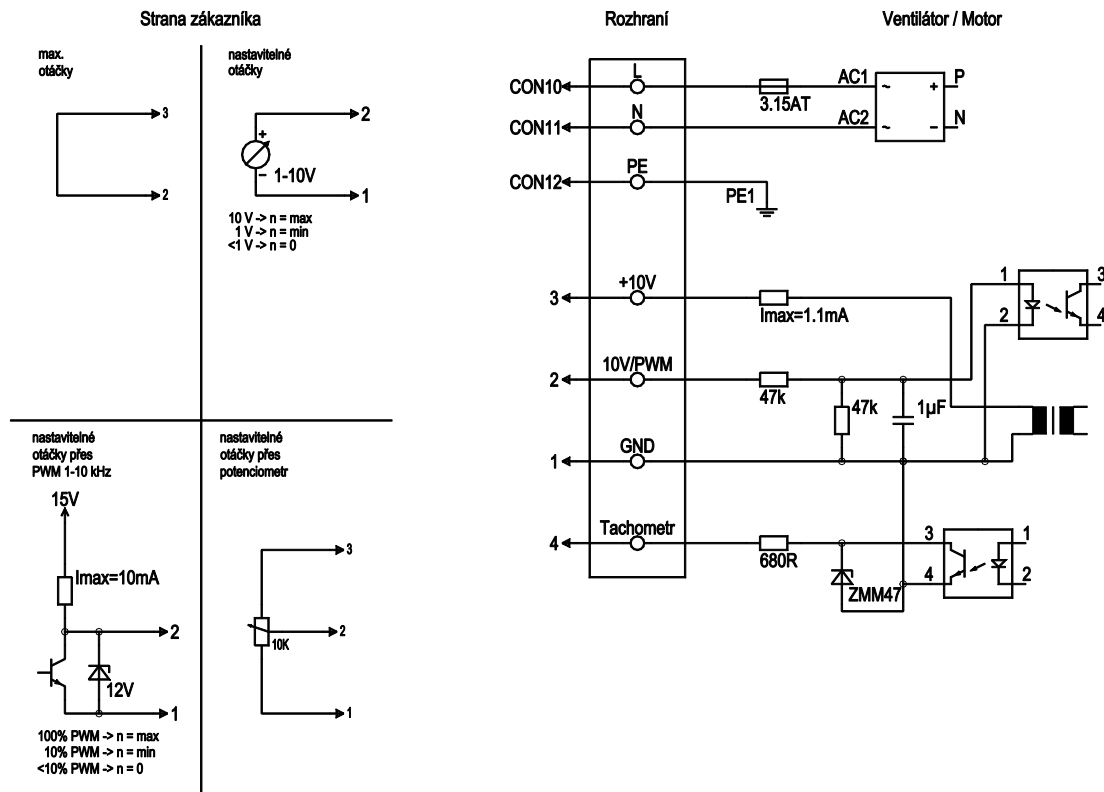 Strana zákazníka
Rozhraní
Ventilátor / Motor
max.
otáčky
3
2
nastavitelné
otáčky
2
+
– 1-10V
1
10 V -> n = max
1 V -> n = min
<1 V -> n = 0
nastavitelné
otáčky přes
PWM 1-10 kHz
15V
Imax=10mA
2
12V
1
100% PWM -> n = max
10% PWM -> n = min
<10% PWM -> n = 0
nastavitelné
otáčky přes
potenciometr
3
2
10K
1
CON10
L
3.15AT
AC1
~ +
P
CON11
N
AC2
~ –
N
CON12
PE
PE1
3
+10V
Imax=1.1mA
1
2
3
4
2
10V/PWM
47k
47k
1µF
1
GND
4
Tachometr
680R
ZMM47
3
4
1
2